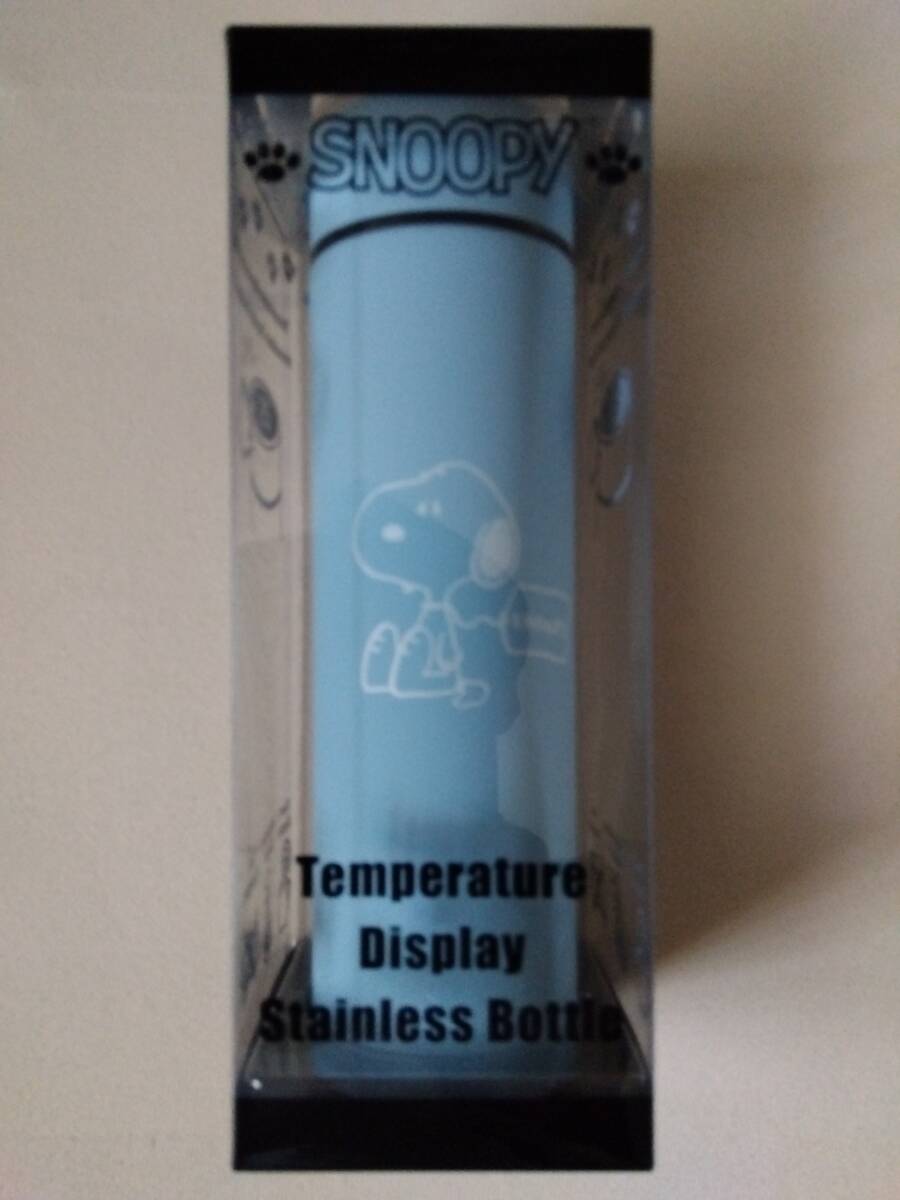 SNOOPY
Temperature
Display
Stainless Bottle